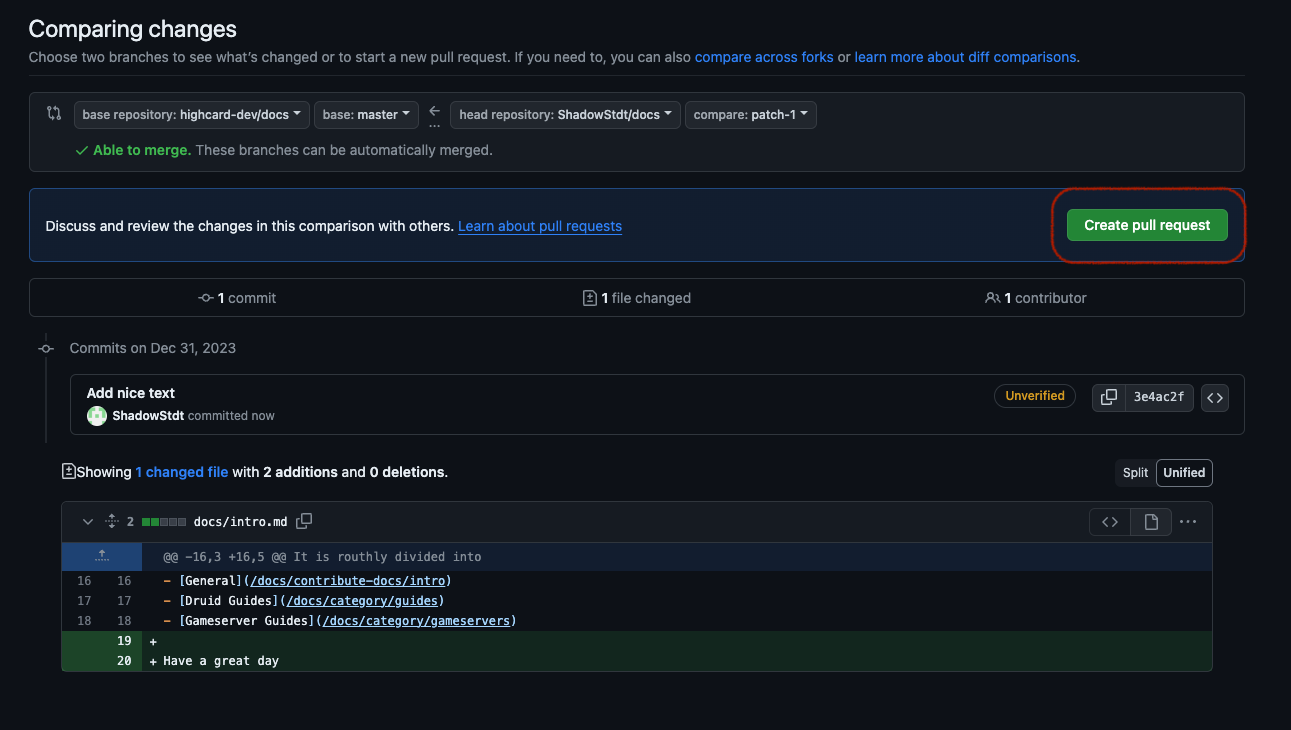 Comparing changes
Choose two branches to see what's changed or to start a new pull request. If you need to, you can also compare across forks or learn more about diff comparisons.
base repository: highcard-dev/docs base: master ... head repository: ShadowStdt/docs compare: patch-1
Able to merge. These branches can be automatically merged.
Discuss and review the changes in this comparison with others. Learn about pull requests
Create pull request
1 commit 1 file changed 1 contributor
Commits on Dec 31, 2023
Add nice text
Unverified 3e4ac2f
ShadowStdt committed now
Showing 1 changed file with 2 additions and 0 deletions.
Split Unified
2 docs/intro.md
@@ -16,3 +16,5 @@ It is routhly divided into
16 16 - [General](/docs/contribute-docs/intro)
17 17 - [Druid Guides](/docs/category/guides)
18 18 - [Gameserver Guides](/docs/category/gameservers)
19 +
20 + Have a great day